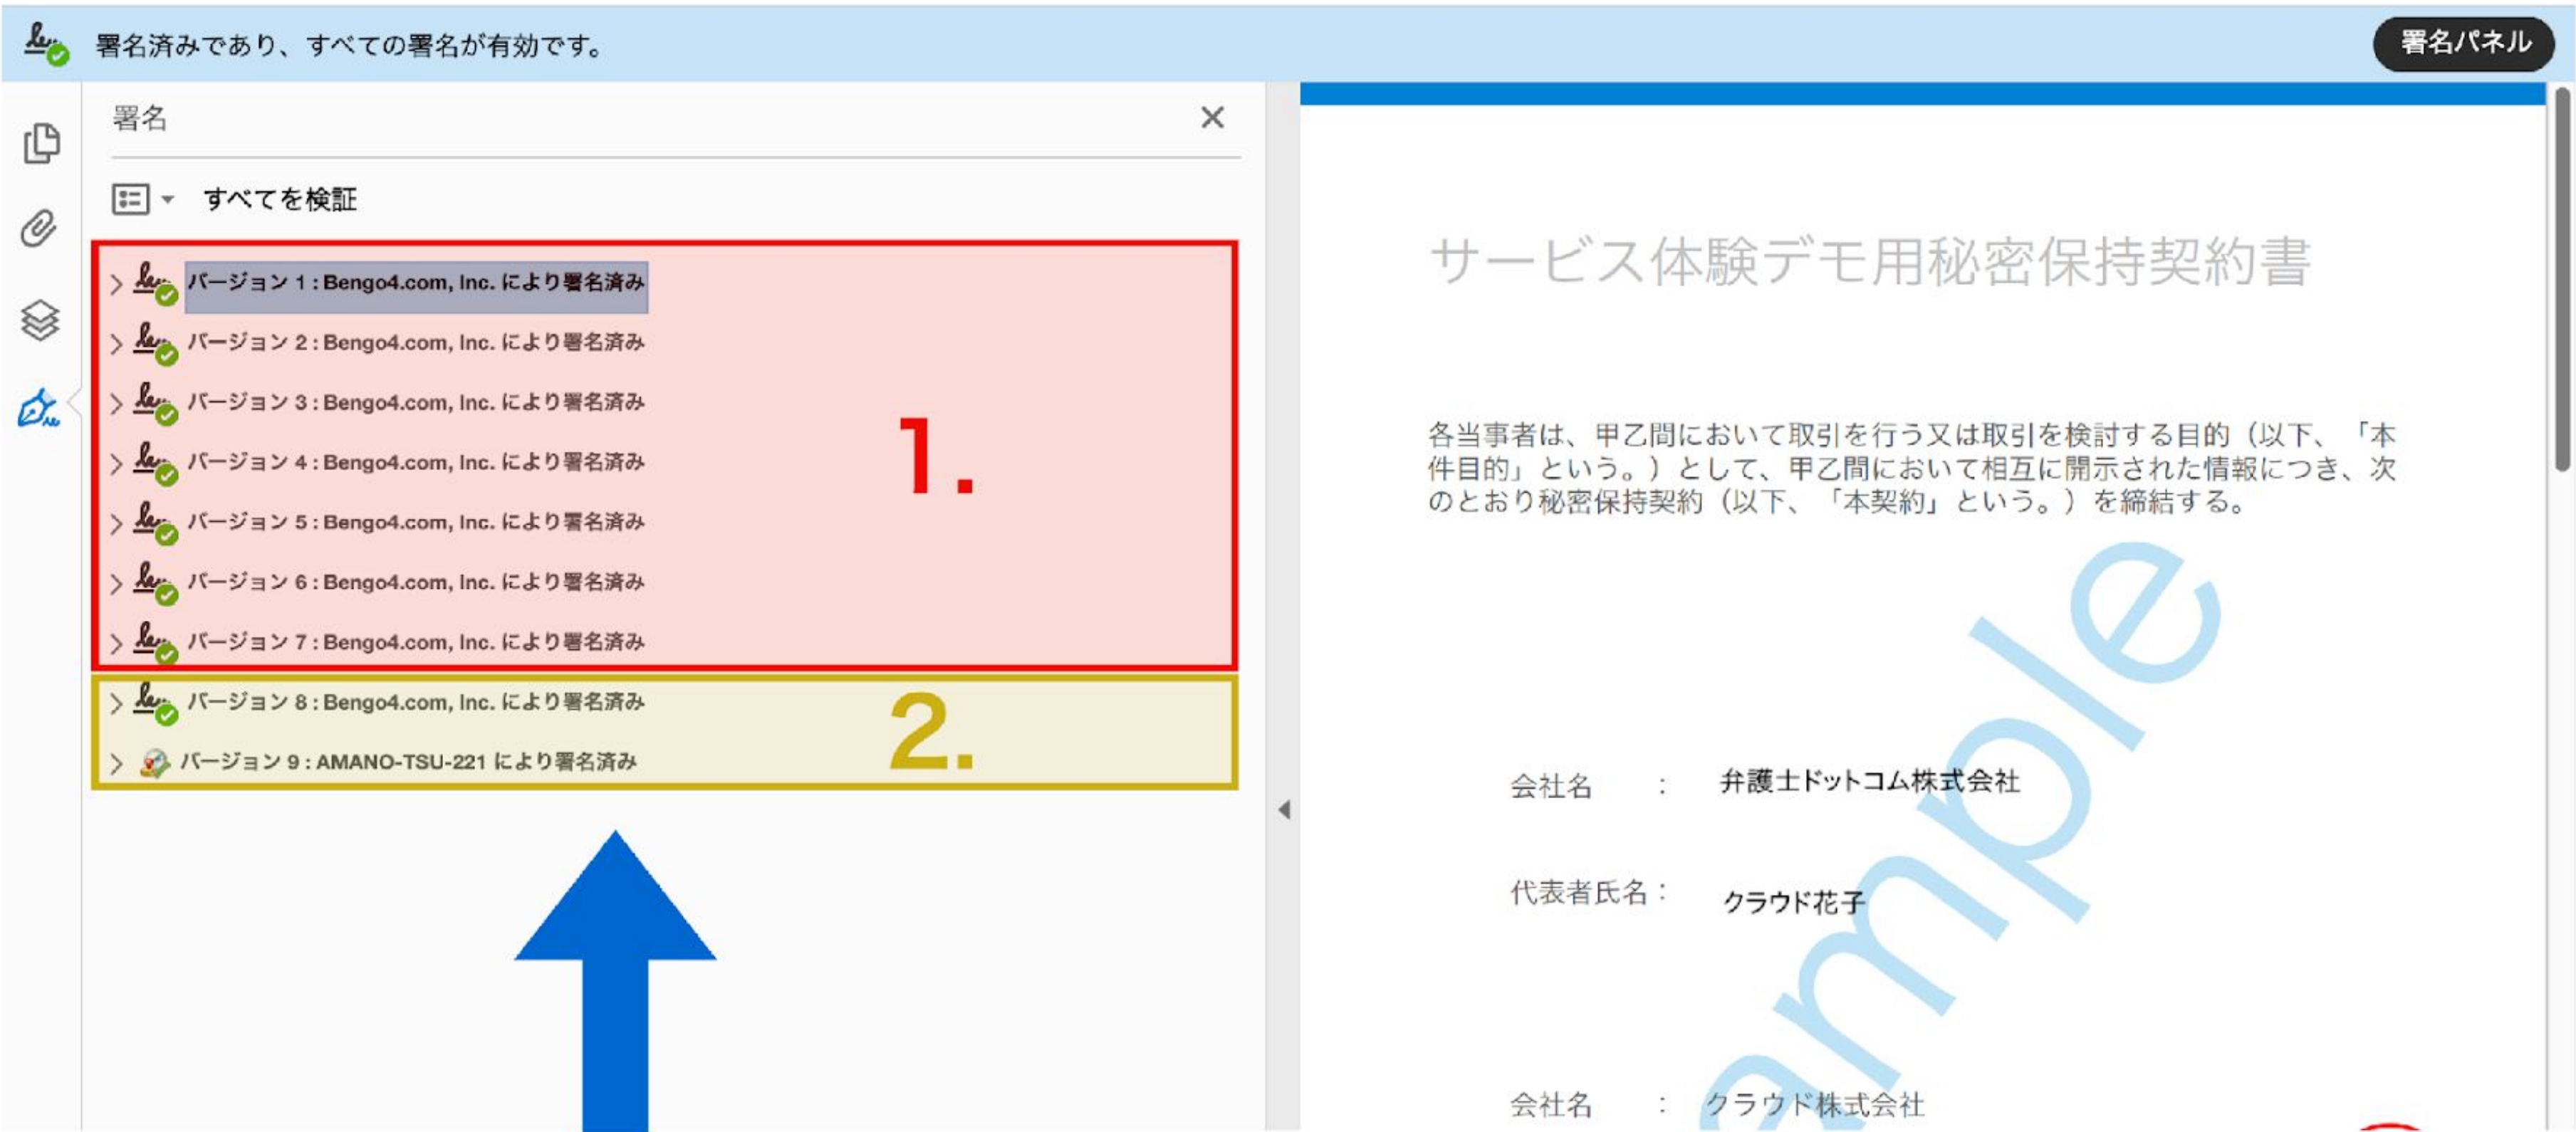 署名済みであり、すべての署名が有効です。
署名パネル
署名
すべてを検証
バージョン 1 : Bengo4.com, Inc. により署名済み
バージョン 2 : Bengo4.com, Inc. により署名済み
バージョン 3 : Bengo4.com, Inc. により署名済み
バージョン 4 : Bengo4.com, Inc. により署名済み
バージョン 5 : Bengo4.com, Inc. により署名済み
バージョン 6 : Bengo4.com, Inc. により署名済み
バージョン 7 : Bengo4.com, Inc. により署名済み
1.
バージョン 8 : Bengo4.com, Inc. により署名済み
バージョン 9 : AMANO-TSU-221 により署名済み
2.
サービス体験デモ用秘密保持契約書
各当事者は、甲乙間において取引を行う又は取引を検討する目的（以下、「本
件目的」という。）として、甲乙間において相互に開示された情報につき、次
のとおり秘密保持契約（以下、「本契約」という。）を締結する。
会社名 : 弁護士ドットコム株式会社
代表者氏名 : クラウド花子
会社名 : クラウド株式会社
ample